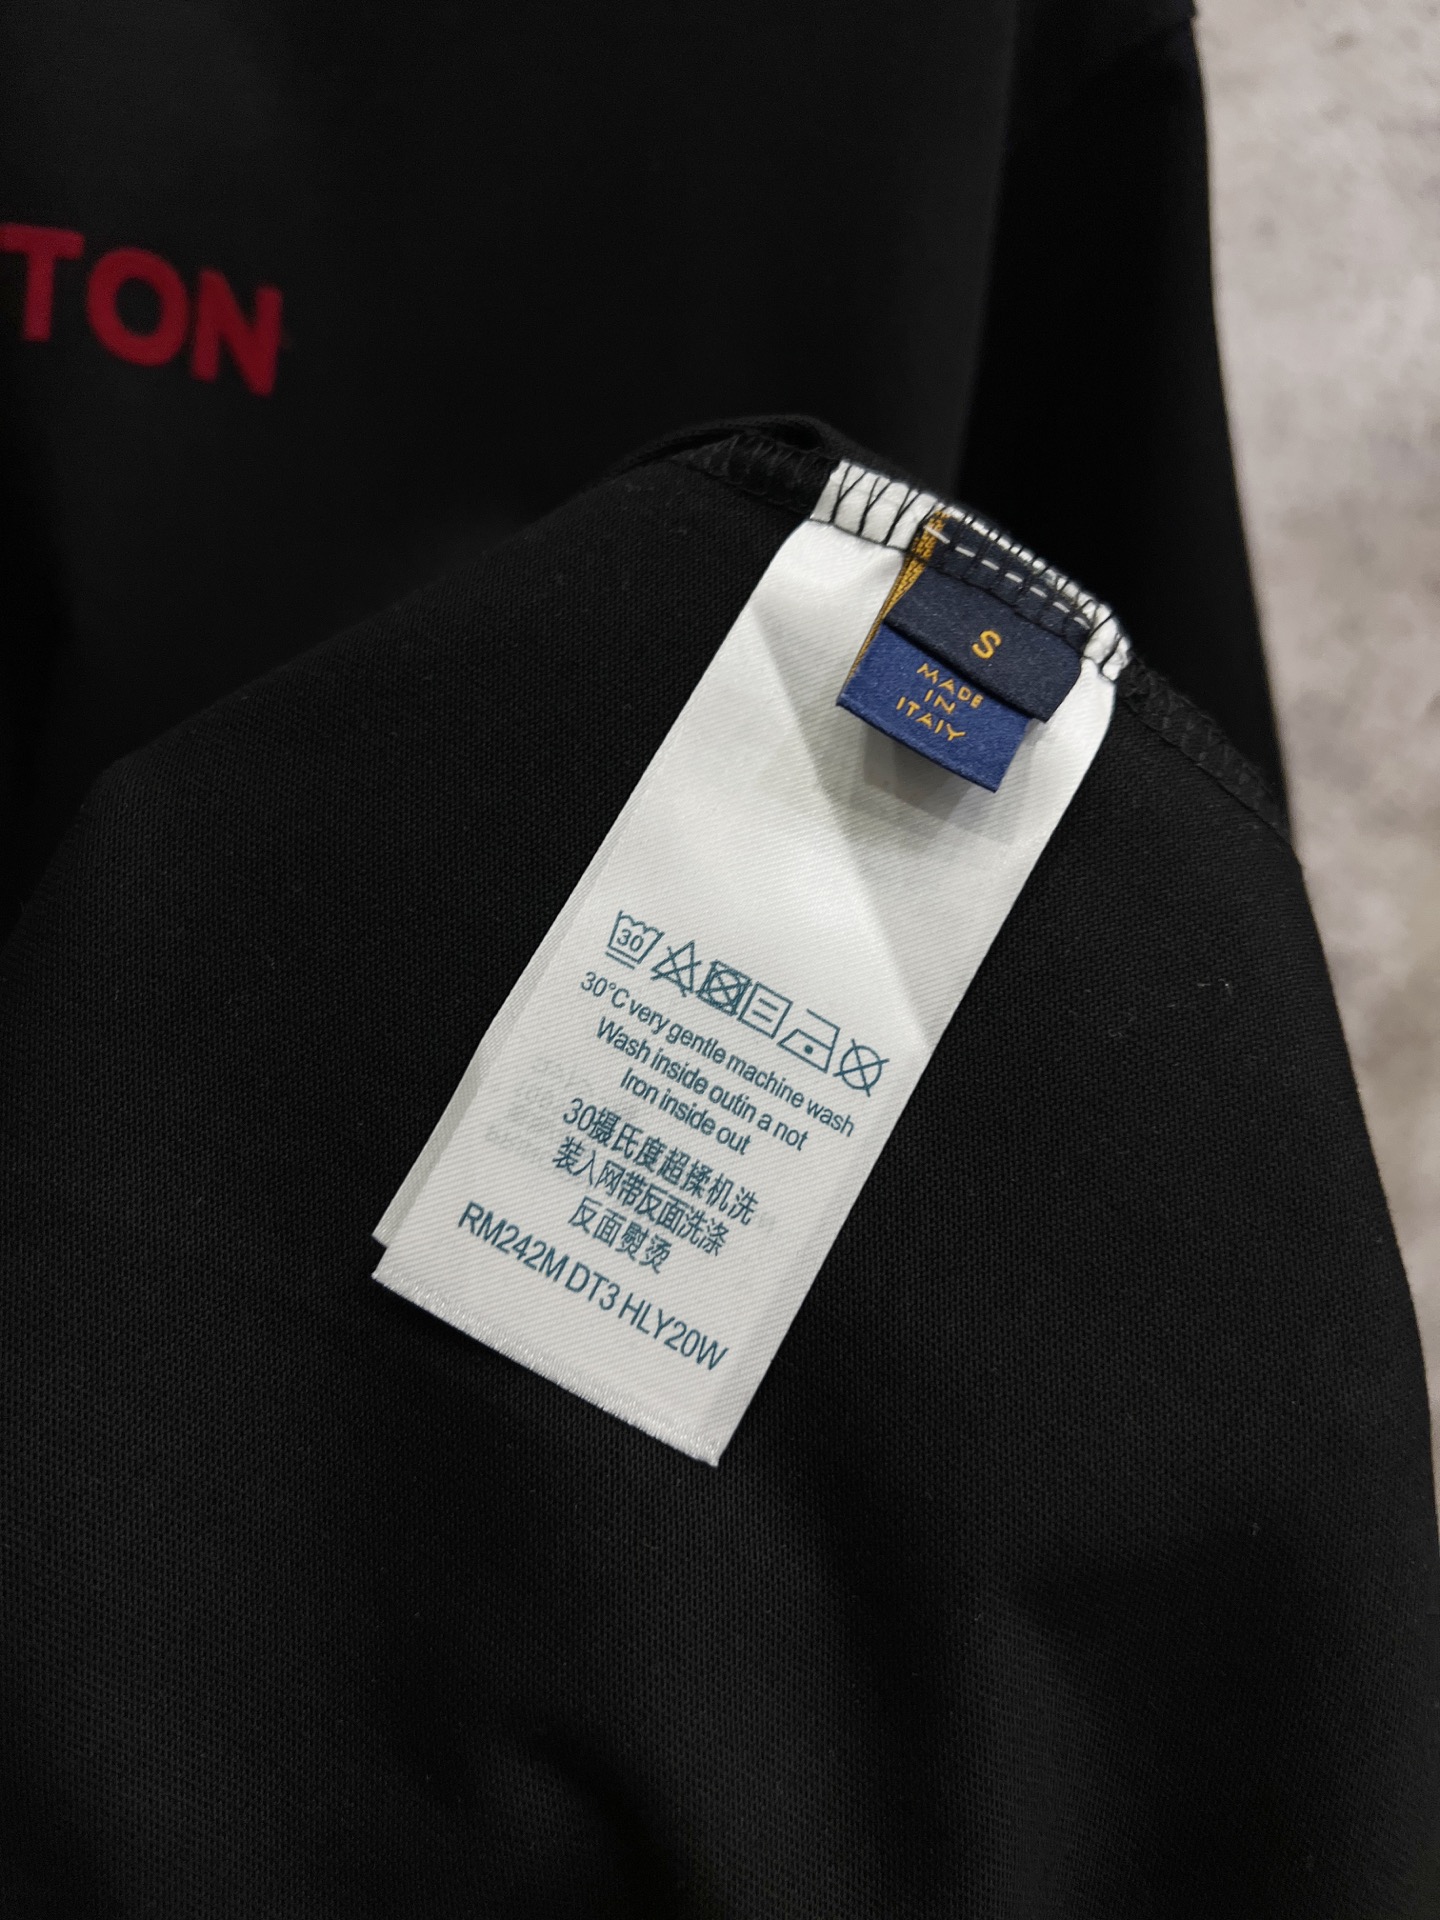 TON
S
MADE
IN
ITAIY
30
30°C very gentle machine wash
Wash inside outin a not
Iron inside out
30摄氏度超揉机洗
装入网带反面洗涤
反面熨烫
RM242M DT3 HLY20W